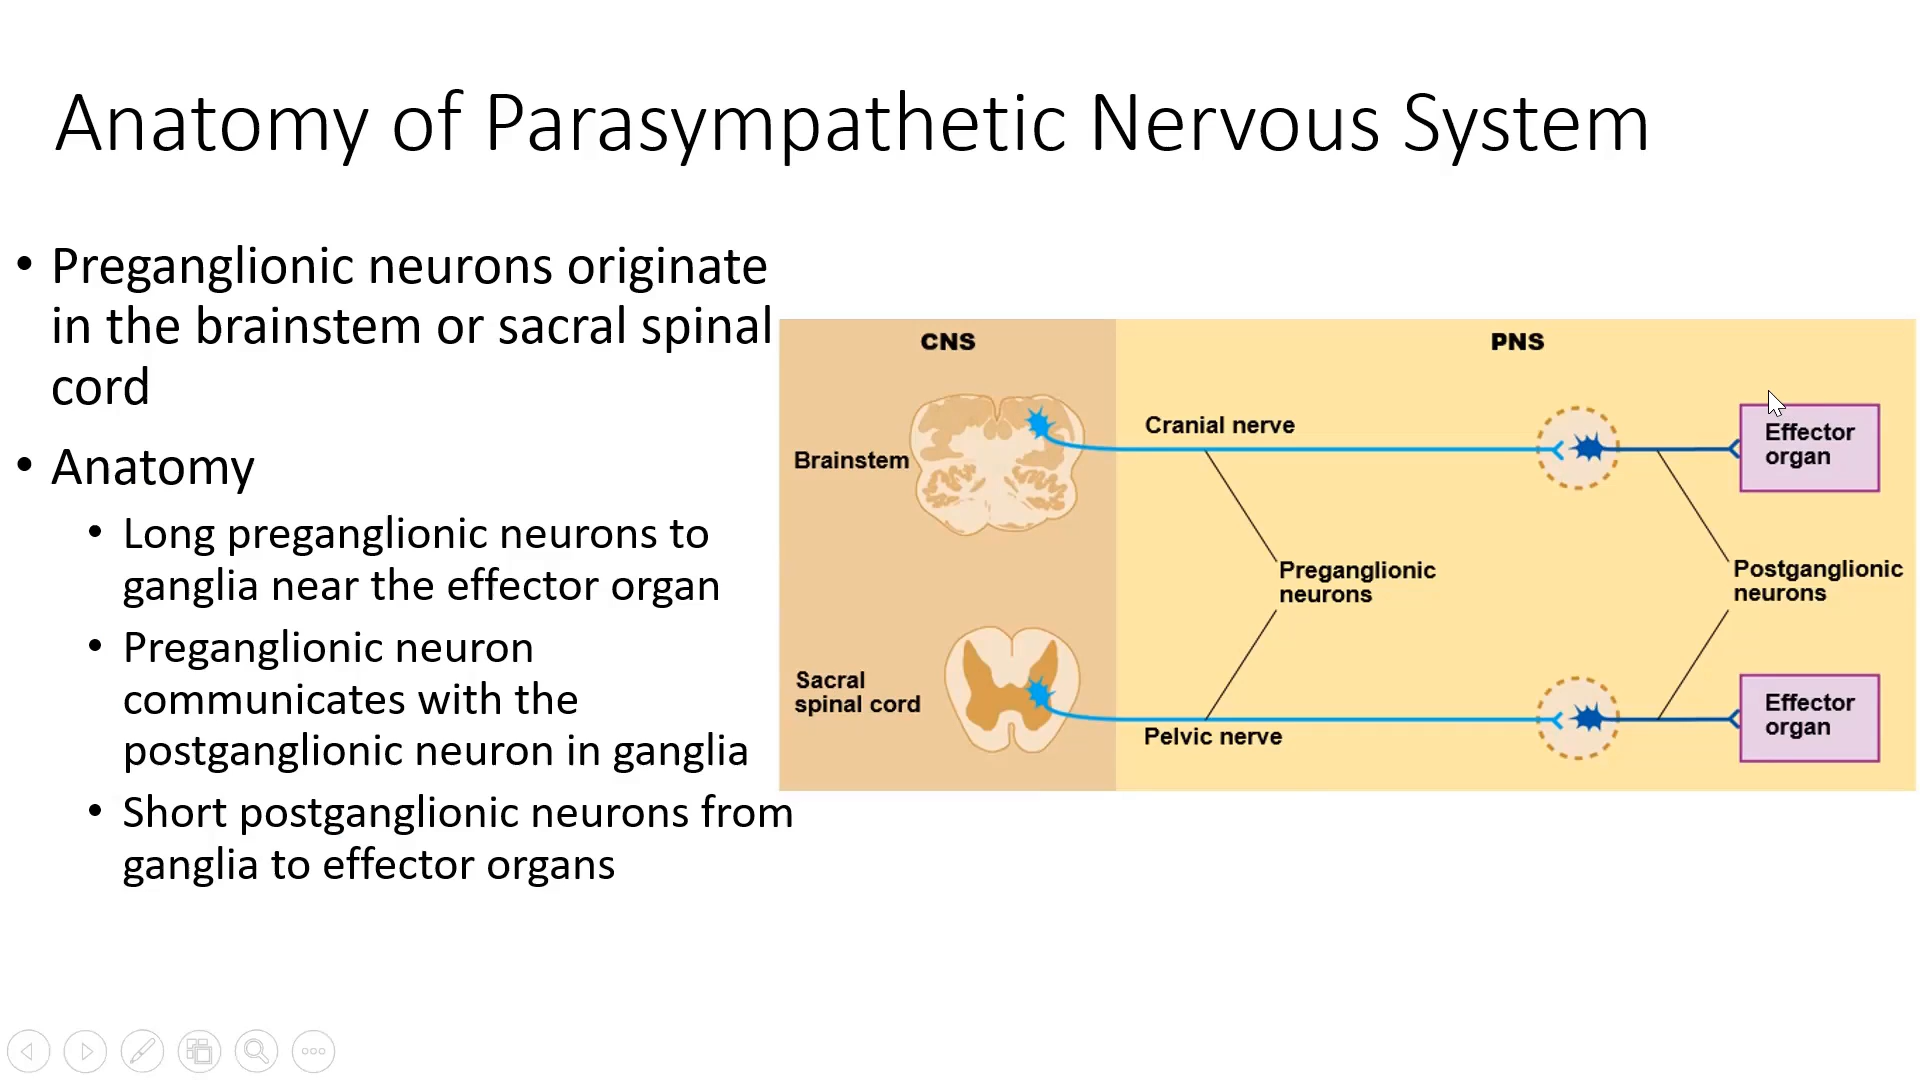 Anatomy of Parasympathetic Nervous System
• Preganglionic neurons originate
in the brainstem or sacral spinal
cord
• Anatomy
• Long preganglionic neurons to
ganglia near the effector organ
• Preganglionic neuron
communicates with the
postganglionic neuron in ganglia
• Short postganglionic neurons from
ganglia to effector organs
CNS
PNS
Brainstem
Cranial nerve
Effector
organ
Preganglionic
neurons
Postganglionic
neurons
Sacral
spinal cord
Pelvic nerve
Effector
organ